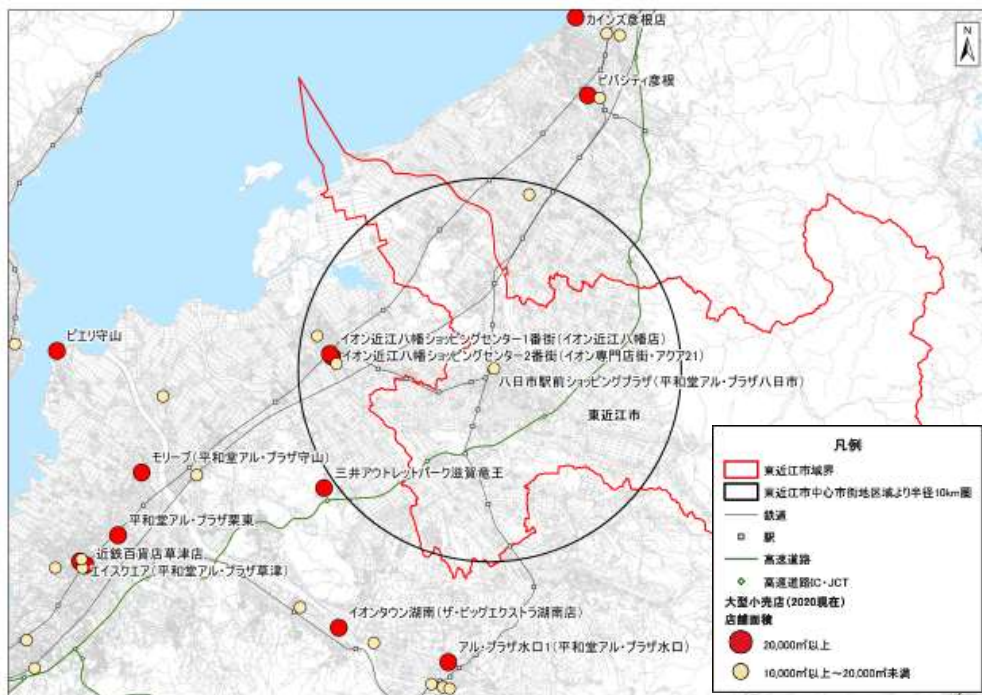 カインズ彦根店
N
ビバシティ彦根
ピエリ守山
イオン近江八幡ショッピングセンター1番街(イオン近江八幡店)
イオン近江八幡ショッピングセンター2番街(イオン専門店街・アクア21)
八日市駅前ショッピングプラザ(平和堂アル・プラザ八日市)
東近江市
モリーブ(平和堂アル・プラザ守山)
三井アウトレットパーク滋賀竜王
平和堂アル・プラザ栗東
近鉄百貨店草津店
エイスクエア(平和堂アル・プラザ草津)
イオンタウン湖南(ザ・ビッグエクストラ湖南店)
アル・プラザ水口1(平和堂アル・プラザ水口)
凡例
東近江市域界
東近江市中心市街地区域より半径10km圏
鉄道
駅
高速道路
高速道路IC・JCT
大型小売店(2020現在)
店舗面積
20,000㎡以上
10,000㎡以上~20,000㎡未満